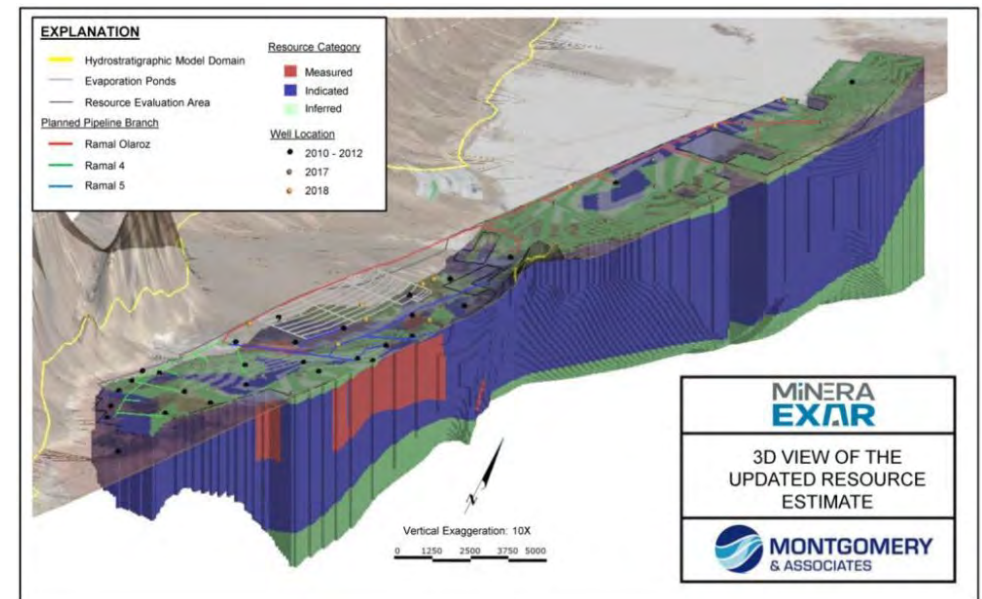 EXPLANATION
Hydrostratigraphic Model Domain
Evaporation Ponds
Resource Evaluation Area
Planned Pipeline Branch
Ramal Olaroz
Ramal 4
Ramal 5
Resource Category
Measured
Indicated
Inferred
Well Location
2010 - 2012
2017
2018
N
Vertical Exaggeration: 10X
0 1250 2500 3750 5000
MINERA
EXAR
3D VIEW OF THE
UPDATED RESOURCE
ESTIMATE
MONTGOMERY
& ASSOCIATES